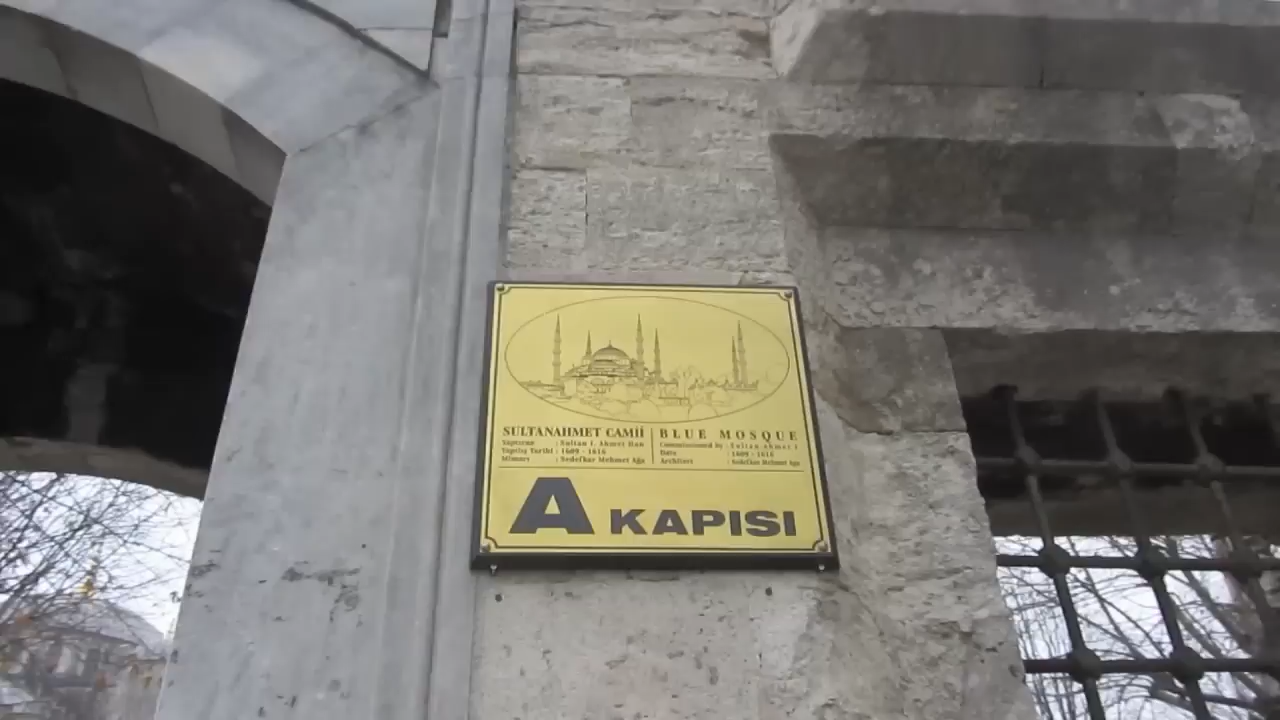 SULTANAHMET CAMİİ
Yaptıran : Sultan I. Ahmet Han
Yapılış Tarihi : 1609 - 1616
Mimarı : Sedefkar Mehmet Ağa
BLUE MOSQUE
Commissioned by : Sultan Ahmet I
Date : 1609 - 1616
Architect : Sedefkar Mehmet Ağa
A KAPISI